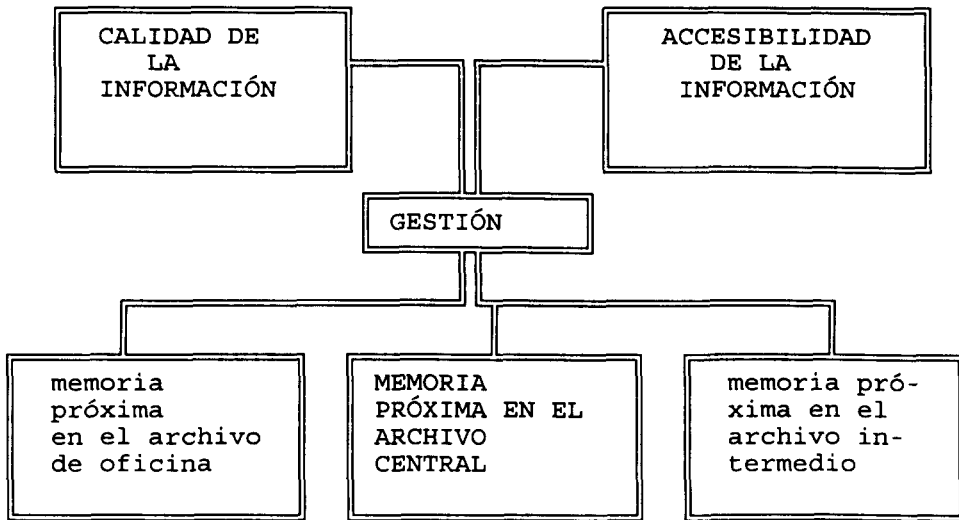 CALIDAD DE
LA
INFORMACIÓN
ACCESIBILIDAD
DE LA
INFORMACIÓN
GESTIÓN
memoria
próxima
en el archivo
de oficina
MEMORIA
PRÓXIMA EN EL
ARCHIVO
CENTRAL
memoria pró-
xima en el
archivo in-
termedio